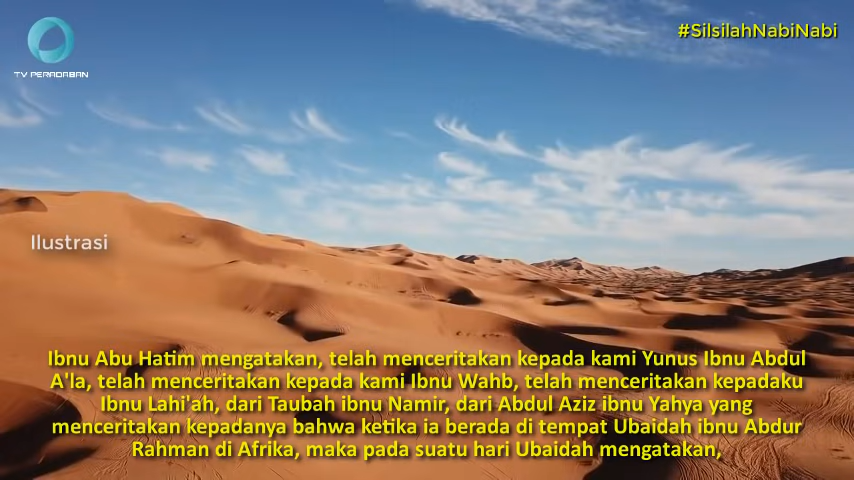 #SilsilahNabiNabi
TV PERADABAN
Ilustrasi
Ibnu Abu Hatim mengatakan, telah menceritakan kepada kami Yunus Ibnu Abdul
A'la, telah menceritakan kepada kami Ibnu Wahb, telah menceritakan kepadaku
Ibnu Lahi'ah, dari Taubah ibnu Namir, dari Abdul Aziz ibnu Yahya yang
menceritakan kepadanya bahwa ketika ia berada di tempat Ubaidah ibnu Abdur
Rahman di Afrika, maka pada suatu hari Ubaidah mengatakan,